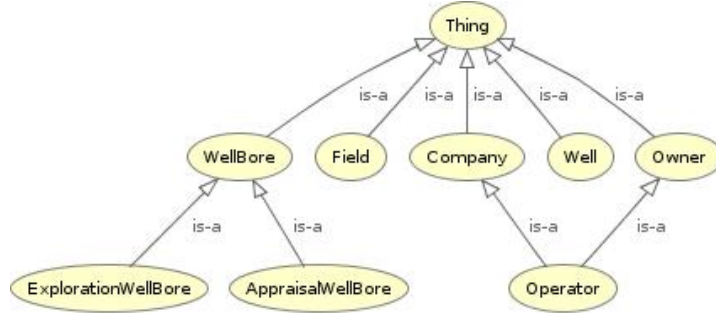 Thing
is-a is-a is-a is-a is-a
WellBore Field Company Well Owner
is-a is-a is-a is-a
ExplorationWellBore AppraisalWellBore Operator